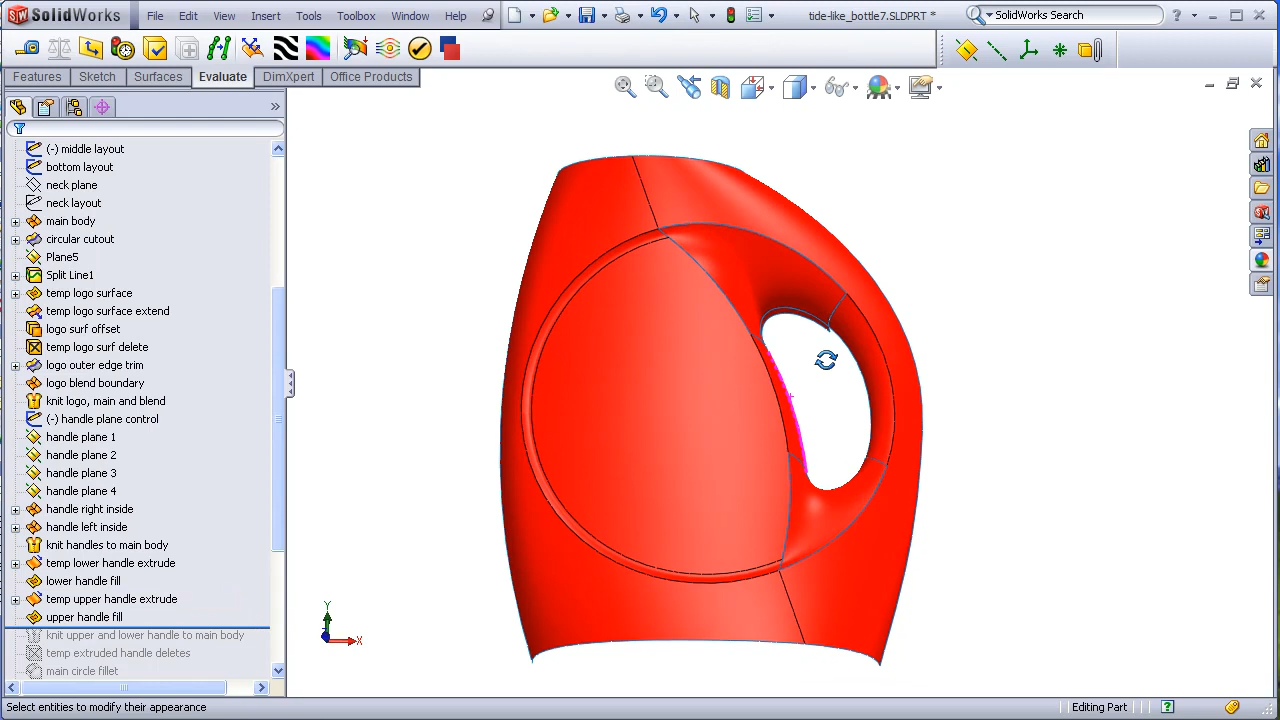 SolidWorks File Edit View Insert Tools Toolbox Window Help tide-like_bottle7.SLDPRT * SolidWorks Search
Features Sketch Surfaces Evaluate DimXpert Office Products
(-) middle layout
bottom layout
neck plane
neck layout
main body
circular cutout
Plane5
Split Line1
temp logo surface
temp logo surface extend
logo surf offset
temp logo surf delete
logo outer edge trim
logo blend boundary
knit logo, main and blend
(-) handle plane control
handle plane 1
handle plane 2
handle plane 3
handle plane 4
handle right inside
handle left inside
knit handles to main body
temp lower handle extrude
lower handle fill
temp upper handle extrude
upper handle fill
knit upper and lower handle to main body
temp extruded handle deletes
main circle fillet
Y
X
Select entities to modify their appearance Editing Part